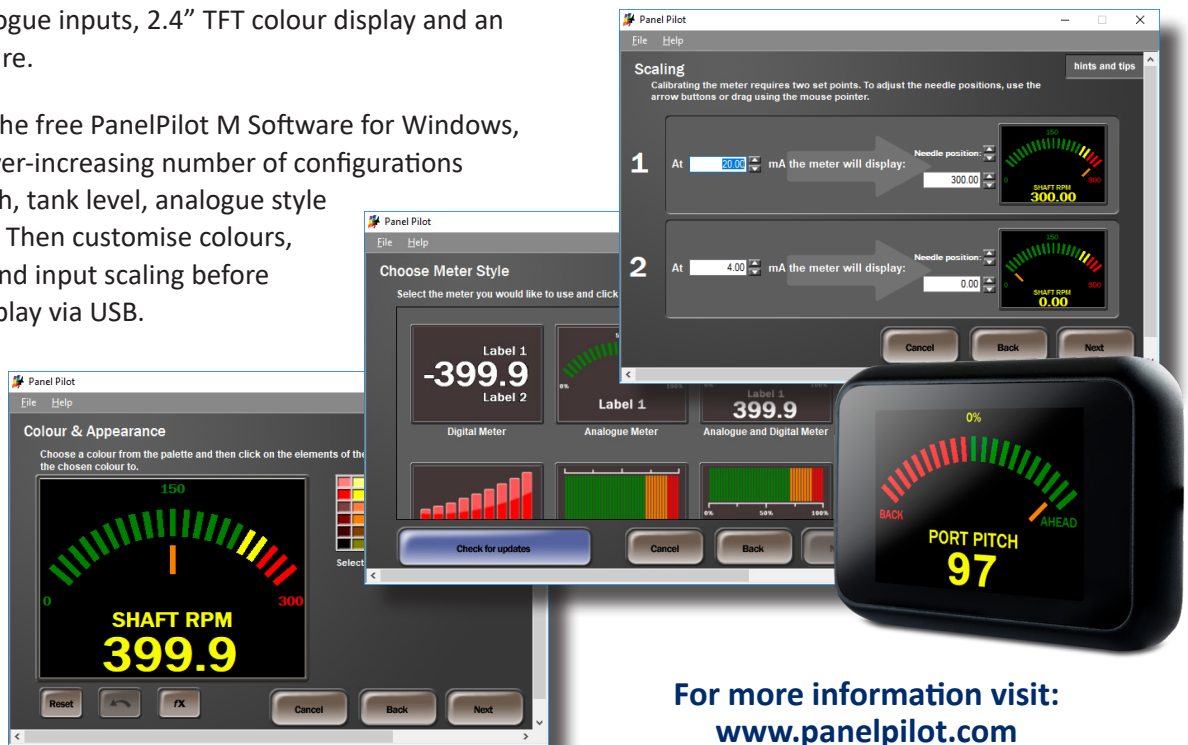 ogue inputs, 2.4” TFT colour display and an
re.
he free PanelPilot M Software for Windows,
ver-increasing number of configurations
h, tank level, analogue style
Then customise colours,
nd input scaling before
play via USB.
Panel Pilot
File Help
Scaling
hints and tips
Calibrating the meter requires two set points. To adjust the needle positions, use the
arrow buttons or drag using the mouse pointer.
1 At 20.00 mA the meter will display:
Needle position:
300.00
150
0 300
SHAFT RPM
300.00
2 At 4.00 mA the meter will display:
Needle position:
0.00
150
0 300
SHAFT RPM
0.00
Cancel Back Next
Panel Pilot
File Help
Choose Meter Style
Select the meter you would like to use and click
Label 1
-399.9
Label 2
Digital Meter
0% 100%
Label 1
Analogue Meter
Label 1
399.9
Analogue and Digital Meter
0% 50% 100%
Check for updates Cancel Back
Panel Pilot
File Help
Colour & Appearance
Choose a colour from the palette and then click on the elements of the
the chosen colour to.
150
0 300
SHAFT RPM
399.9
Select
Reset fX Cancel Back Next
0%
BACK AHEAD
PORT PITCH
97
For more information visit:
www.panelpilot.com